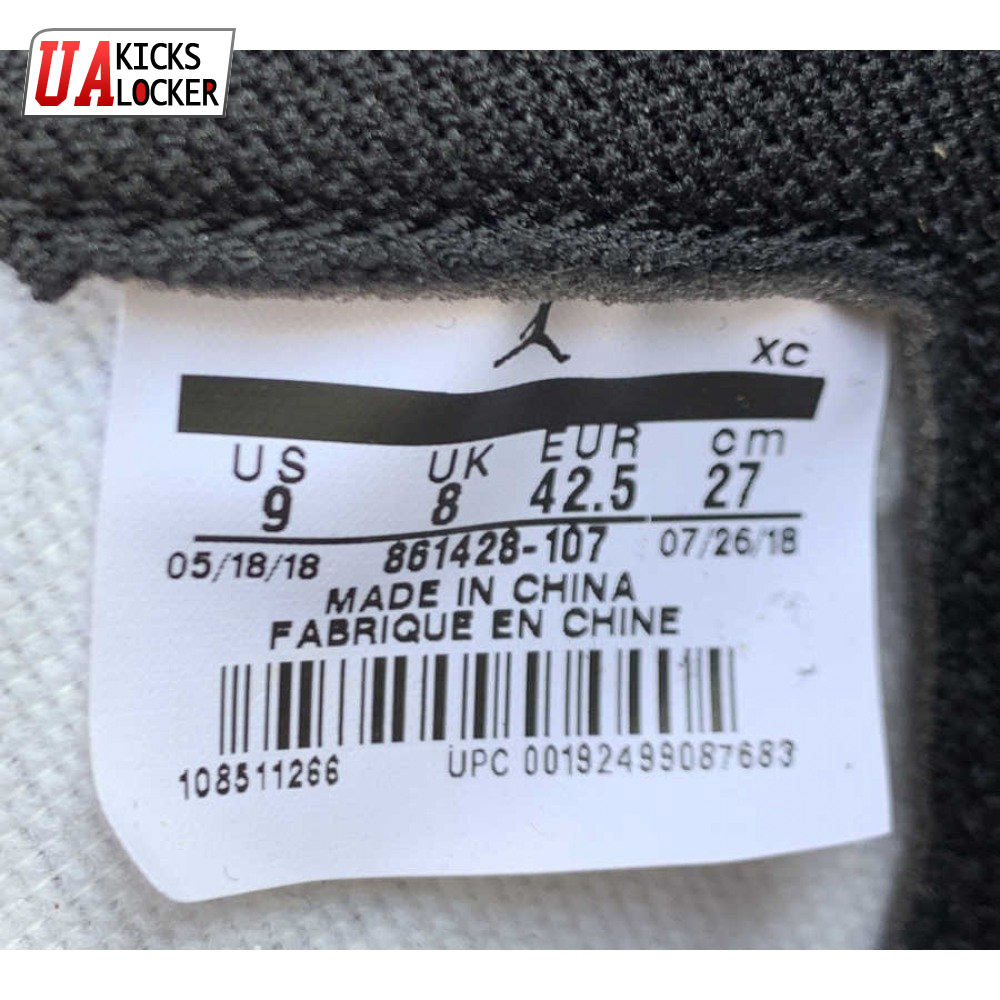 UA KICKS
LOCKER
XC
US UK EUR cm
9 8 42.5 27
05/18/18 861428-107 07/26/18
MADE IN CHINA
FABRIQUE EN CHINE
108511266 UPC 00192499087683